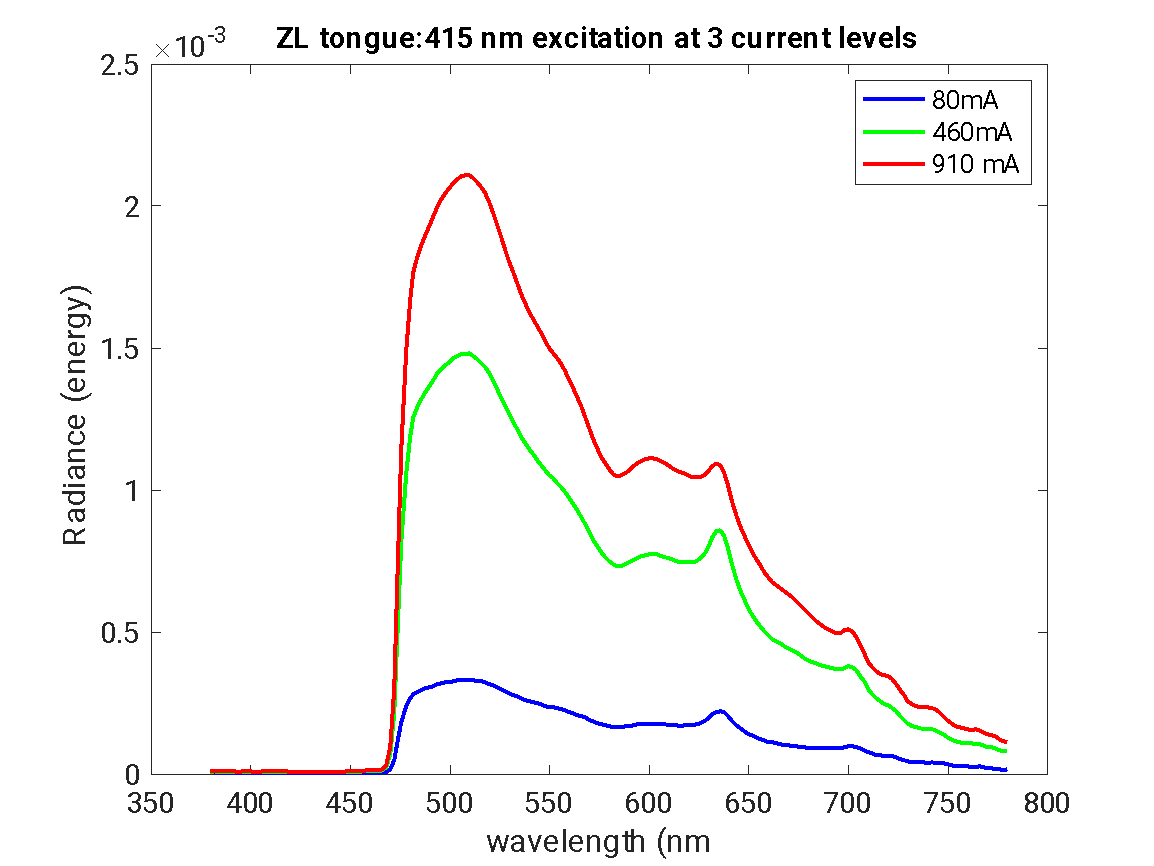 ZL tongue:415 nm excitation at 3 current levels
×10-3
2.5
2
1.5
1
0.5
0
Radiance (energy)
80mA
460mA
910 mA
350 400 450 500 550 600 650 700 750 800
wavelength (nm